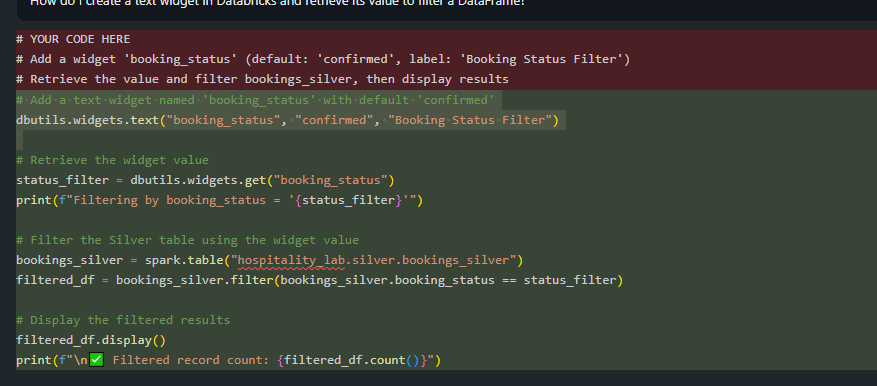 How do I create a text widget in Databricks and retrieve its value to filter a DataFrame?
# YOUR CODE HERE
# Add a widget 'booking_status' (default: 'confirmed', label: 'Booking Status Filter')
# Retrieve the value and filter bookings_silver, then display results
# Add a text widget named 'booking_status' with default 'confirmed'
dbutils.widgets.text("booking_status", "confirmed", "Booking Status Filter")
# Retrieve the widget value
status_filter = dbutils.widgets.get("booking_status")
print(f"Filtering by booking_status = '{status_filter}'")
# Filter the Silver table using the widget value
bookings_silver = spark.table("hospitality_lab.silver.bookings_silver")
filtered_df = bookings_silver.filter(bookings_silver.booking_status == status_filter)
# Display the filtered results
filtered_df.display()
print(f"\n✅ Filtered record count: {filtered_df.count()}")